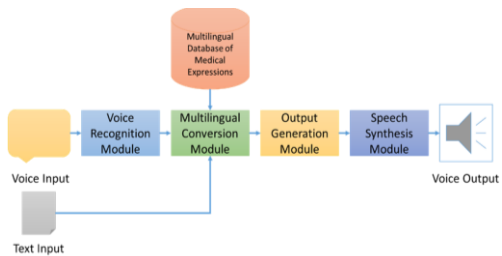 Multilingual
Database of
Medical
Expressions
Voice
Recognition
Module
Multilingual
Conversion
Module
Output
Generation
Module
Speech
Synthesis
Module
Voice Input
Voice Output
Text Input